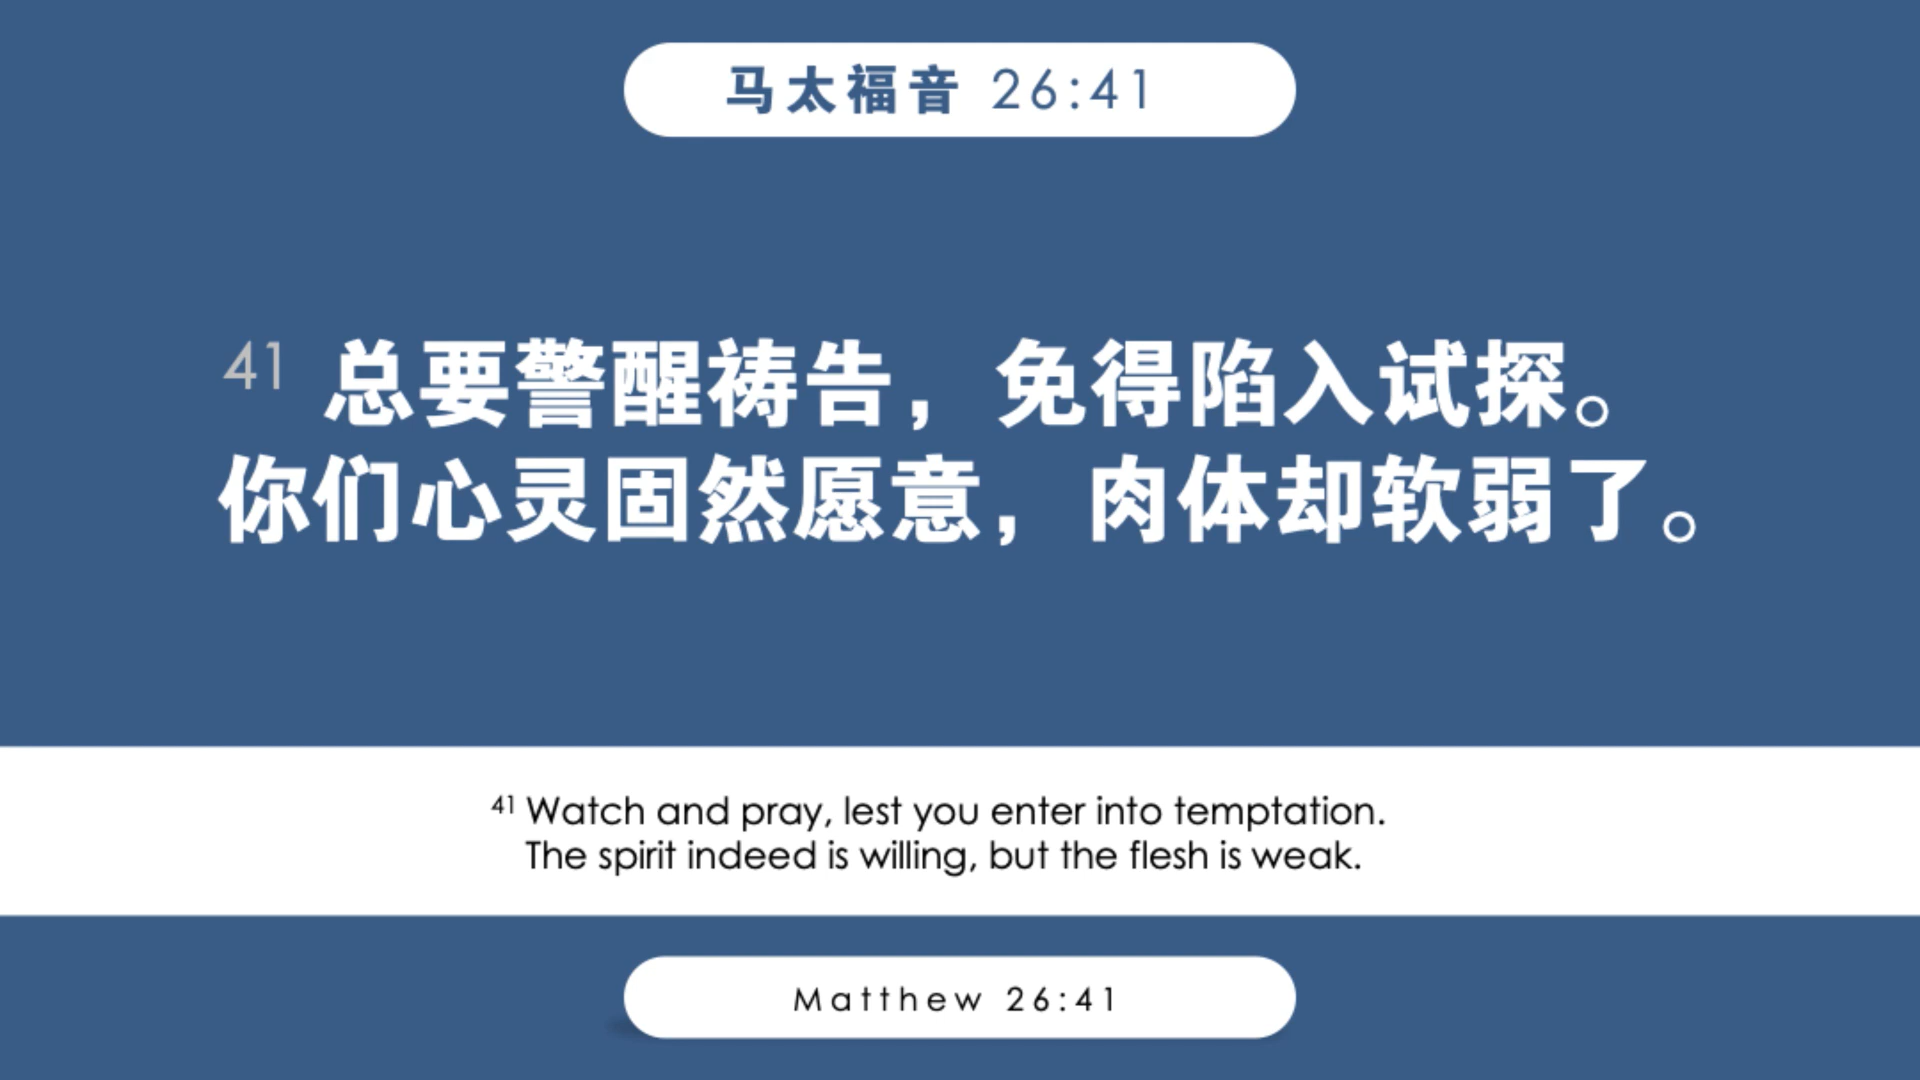 马太福音 26:41
41 总要警醒祷告，免得陷入试探。
你们心灵固然愿意，肉体却软弱了。
41 Watch and pray, lest you enter into temptation.
The spirit indeed is willing, but the flesh is weak.
Matthew 26:41